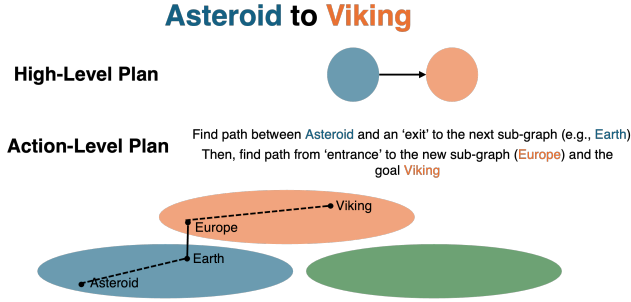 Asteroid to Viking
High-Level Plan
Action-Level Plan
Find path between Asteroid and an ‘exit’ to the next sub-graph (e.g., Earth)
Then, find path from ‘entrance’ to the new sub-graph (Europe) and the
goal Viking
Viking
Europe
Earth
Asteroid